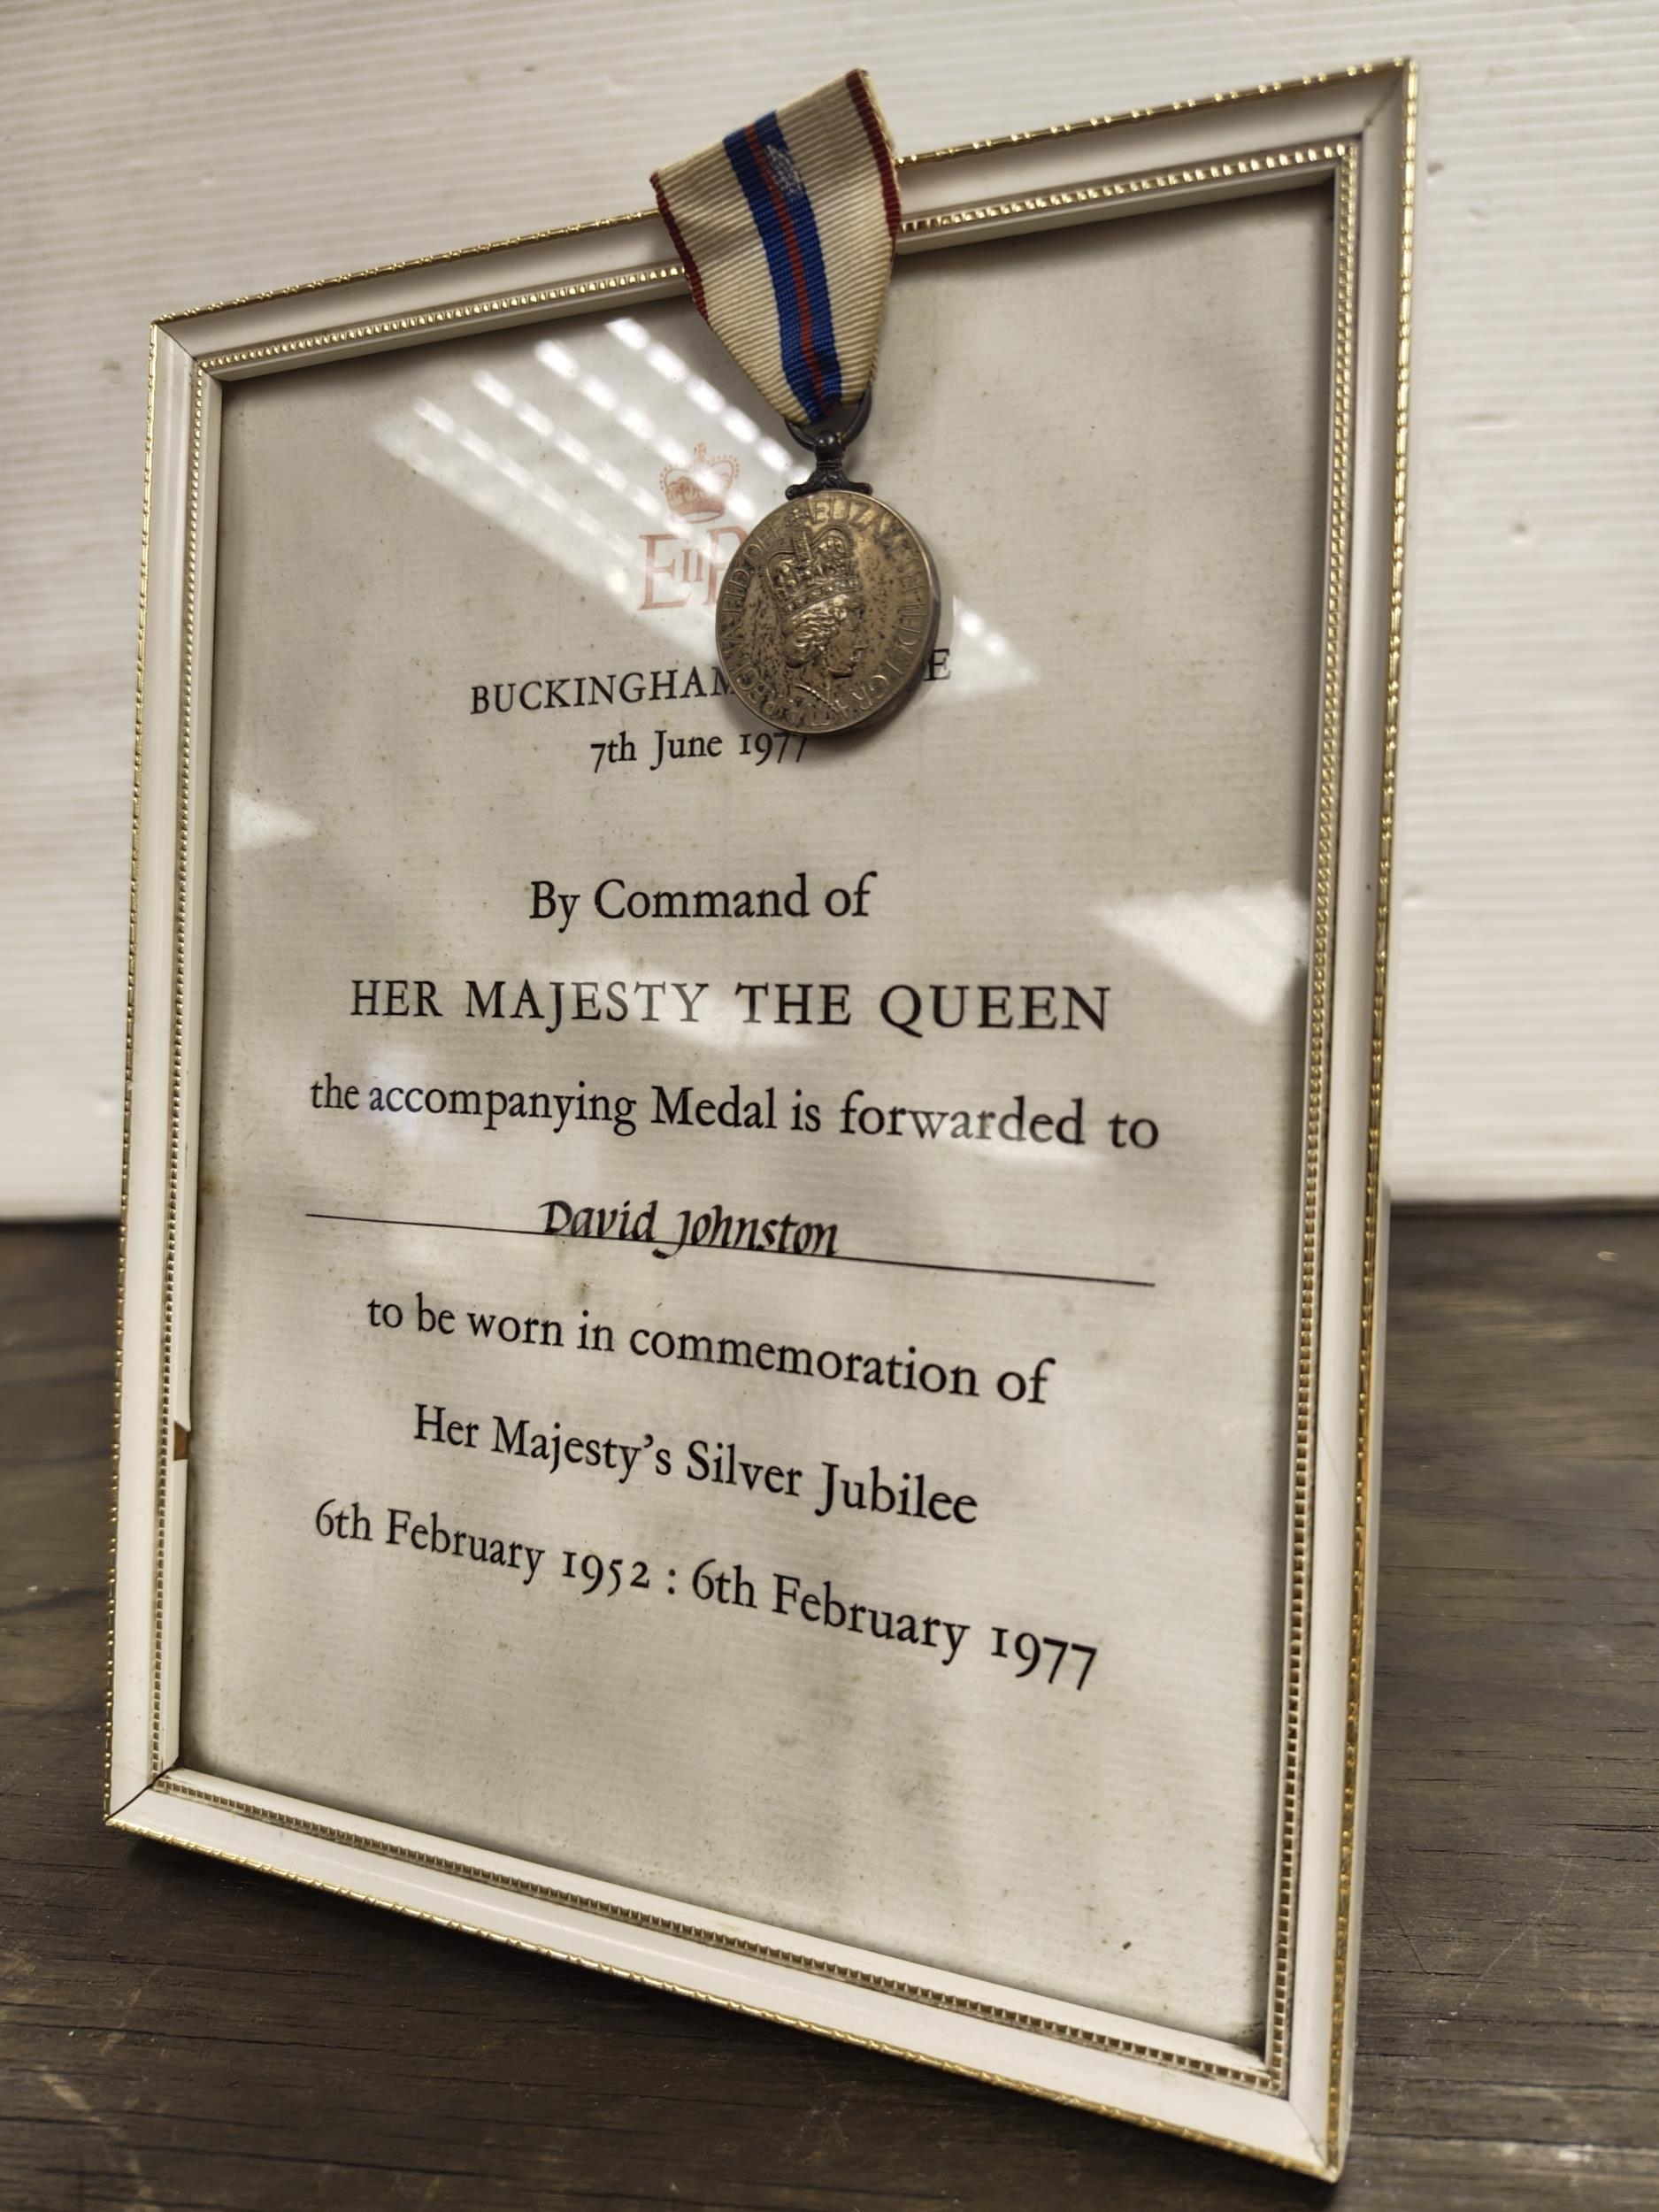 EIIR
BUCKINGHAM E
7th June 1977
By Command of
HER MAJESTY THE QUEEN
the accompanying Medal is forwarded to
David Johnston
to be worn in commemoration of
Her Majesty's Silver Jubilee
6th February 1952 : 6th February 1977